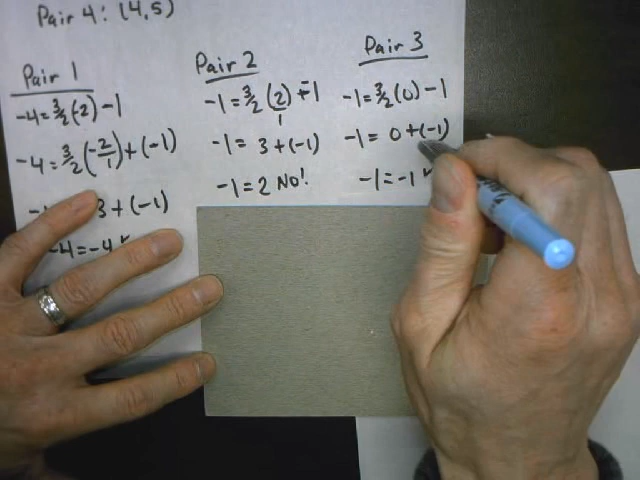 Pair 4: (4,5)
Pair 1
-4=3/2(-2)-1
-4=3/2(-2/1)+(-1)
3+(-1)
-4=-4 ✓
Pair 2
-1=3/2(2/1)-1
-1=3+(-1)
-1=2 No!
Pair 3
-1=3/2(0)-1
-1=0+(-1)
-1=-1 ✓